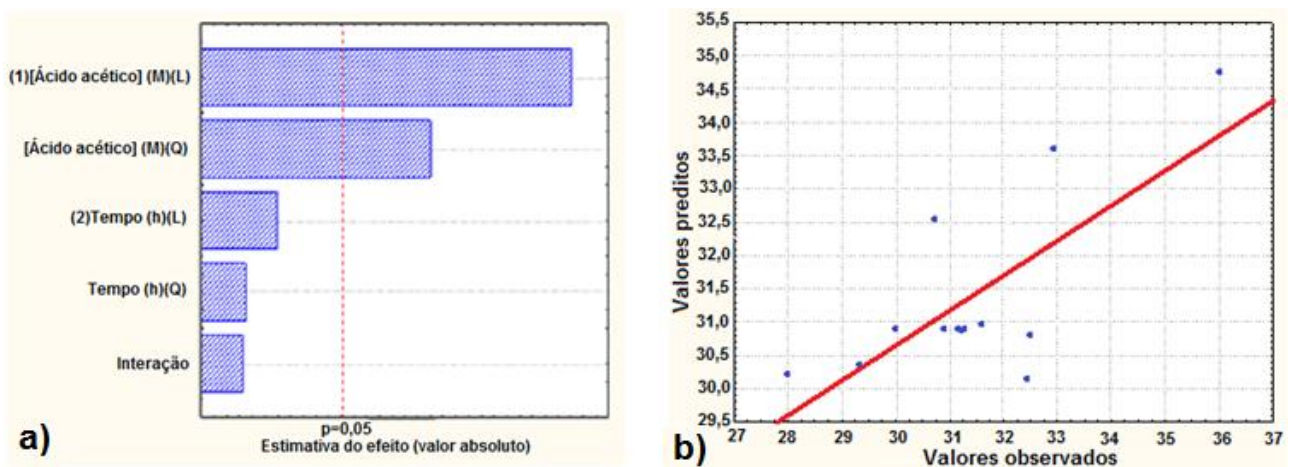 (1)[Ácido acético] (M)(L)
[Ácido acético] (M)(Q)
(2)Tempo (h)(L)
Tempo (h)(Q)
Interação
p=0,05
Estimativa do efeito (valor absoluto)
a)
35,5
35,0
34,5
34,0
33,5
33,0
32,5
32,0
31,5
31,0
30,5
30,0
29,5
Valores preditos
27 28 29 30 31 32 33 34 35 36 37
Valores observados
b)